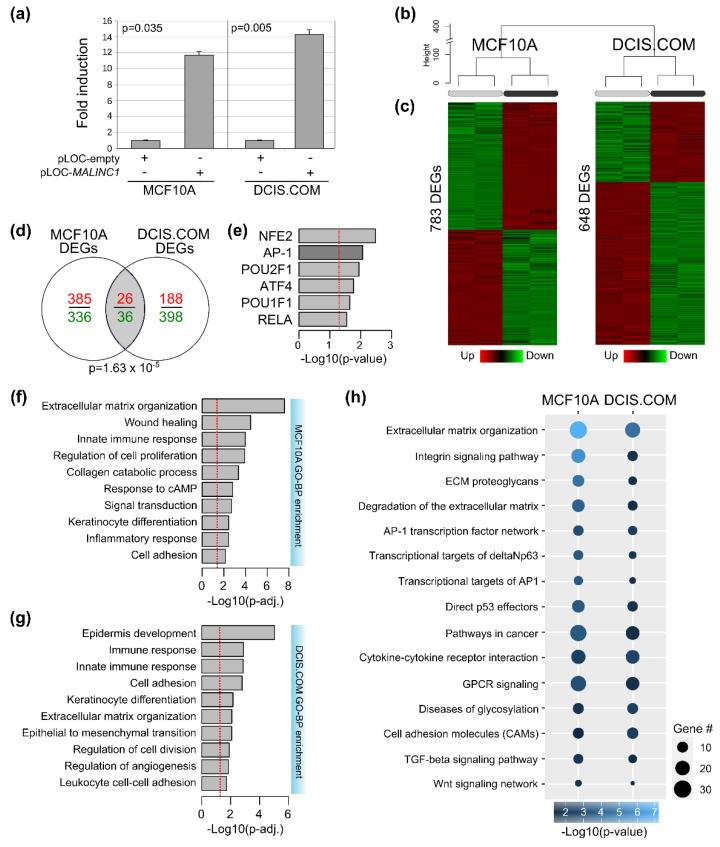 (a)
p=0.035
p=0.005
Fold induction
16
14
12
10
8
6
4
2
0
pLOC-empty + - + -
pLOC-MALINC1 - + - +
MCF10A DCIS.COM
(b)
Height
400
100
0
MCF10A DCIS.COM
(c)
783 DEGs
648 DEGs
Up Down
Up Down
(d)
MCF10A DEGs
DCIS.COM DEGs
385
336
26
36
188
398
p=1.63 x 10-5
(e)
NFE2
AP-1
POU2F1
ATF4
POU1F1
RELA
0 1 2 3
-Log10(p-value)
(f)
Extracellular matrix organization
Wound healing
Innate immune response
Regulation of cell proliferation
Collagen catabolic process
Response to cAMP
Signal transduction
Keratinocyte differentiation
Inflammatory response
Cell adhesion
0 2 4 6 8
-Log10(p-adj.)
MCF10A GO-BP enrichment
(g)
Epidermis development
Immune response
Innate immune response
Cell adhesion
Keratinocyte differentiation
Extracellular matrix organization
Epithelial to mesenchymal transition
Regulation of cell division
Regulation of angiogenesis
Leukocyte cell-cell adhesion
0 2 4 6
-Log10(p-adj.)
DCIS.COM GO-BP enrichment
(h)
MCF10A DCIS.COM
Extracellular matrix organization
Integrin signaling pathway
ECM proteoglycans
Degradation of the extracellular matrix
AP-1 transcription factor network
Transcriptional targets of deltaNp63
Transcriptional targets of AP1
Direct p53 effectors
Pathways in cancer
Cytokine-cytokine receptor interaction
GPCR signaling
Diseases of glycosylation
Cell adhesion molecules (CAMs)
TGF-beta signaling pathway
Wnt signaling network
2 3 4 5 6 7
-Log10(p-value)
Gene #
10
20
30